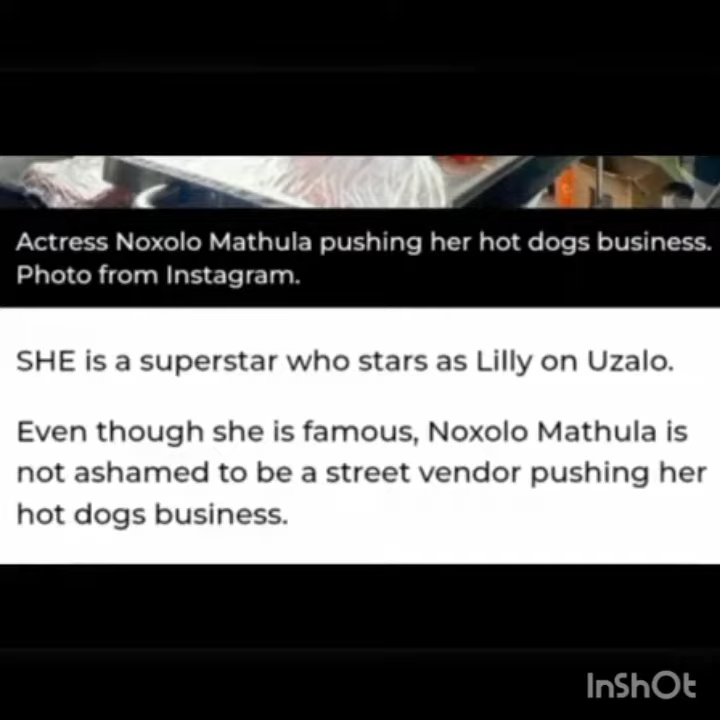 Actress Noxolo Mathula pushing her hot dogs business.
Photo from Instagram.
SHE is a superstar who stars as Lilly on Uzalo.
Even though she is famous, Noxolo Mathula is
not ashamed to be a street vendor pushing her
hot dogs business.
InShOt